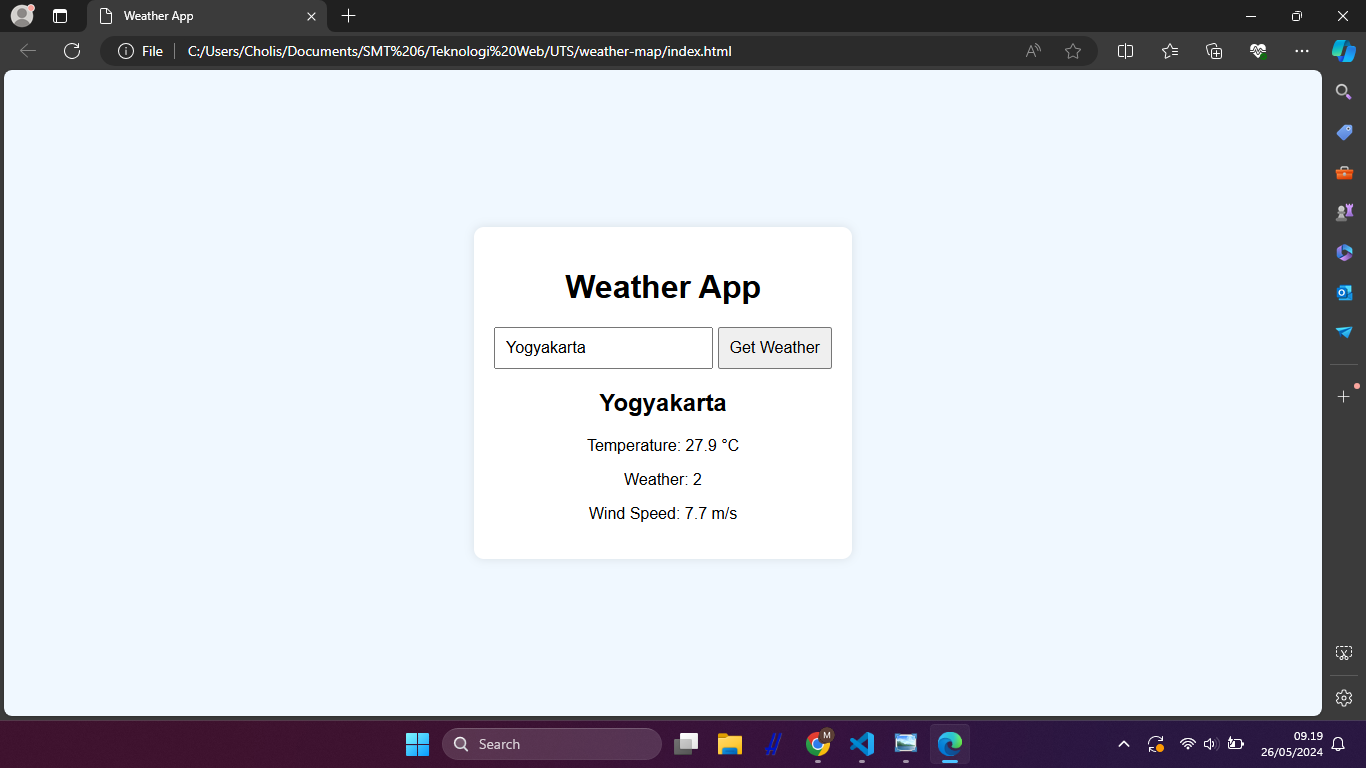 Weather App
File
C:/Users/Cholis/Documents/SMT%206/Teknologi%20Web/UTS/weather-map/index.html
Weather App
Yogyakarta
Get Weather
Yogyakarta
Temperature: 27.9 °C
Weather: 2
Wind Speed: 7.7 m/s
Search
M
09.19
26/05/2024